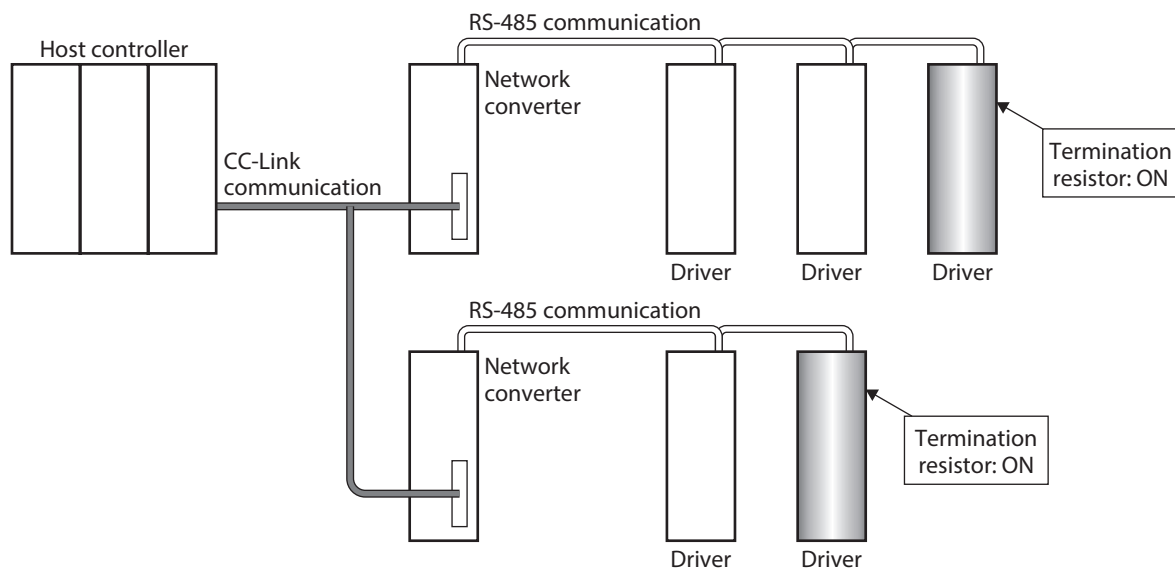 RS-485 communication
Host controller
Network
converter
CC-Link
communication
Termination
resistor: ON
Driver
Driver
Driver
RS-485 communication
Network
converter
Termination
resistor: ON
Driver
Driver